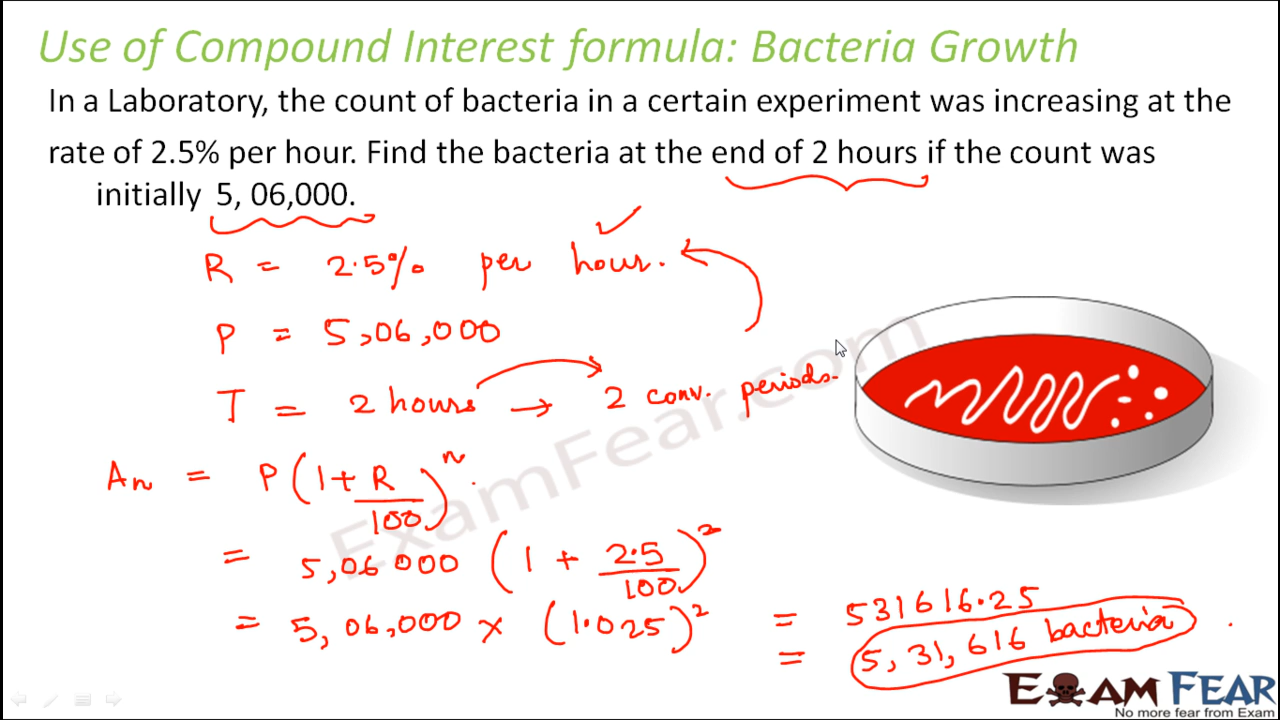 Use of Compound Interest formula: Bacteria Growth
In a Laboratory, the count of bacteria in a certain experiment was increasing at the
rate of 2.5% per hour. Find the bacteria at the end of 2 hours if the count was
initially 5, 06,000.
R = 2.5% per hour.
P = 5,06,000
T = 2 hours → 2 conv. periods.
An = P(1+R/100)^n.
= 5,06000 (1 + 2.5/100)^2
= 5,06,000 × (1.025)^2 = 531616.25
= 5,31,616 bacteria.
ExamFear.com
EXAM FEAR
No more fear from Exam